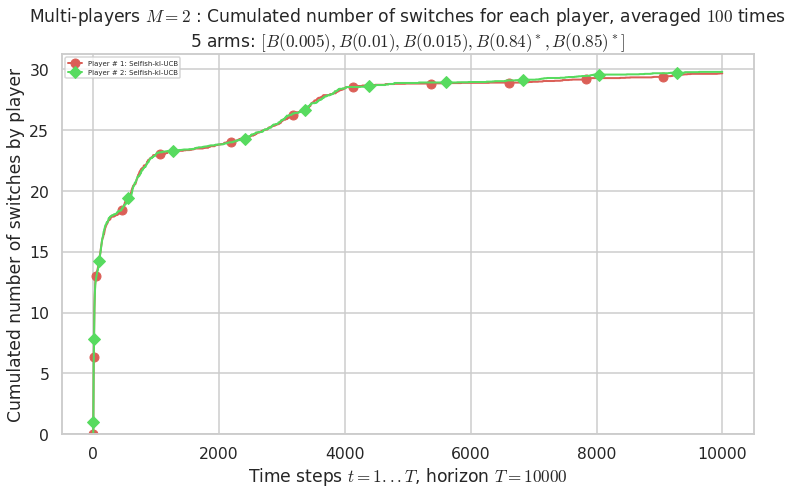 Multi-players M = 2 : Cumulated number of switches for each player, averaged 100 times
5 arms: [B(0.005), B(0.01), B(0.015), B(0.84)*, B(0.85)*]
Player # 1: Selfish-kl-UCB
Player # 2: Selfish-kl-UCB
Cumulated number of switches by player
30
25
20
15
10
5
0
0 2000 4000 6000 8000 10000
Time steps t = 1...T, horizon T = 10000